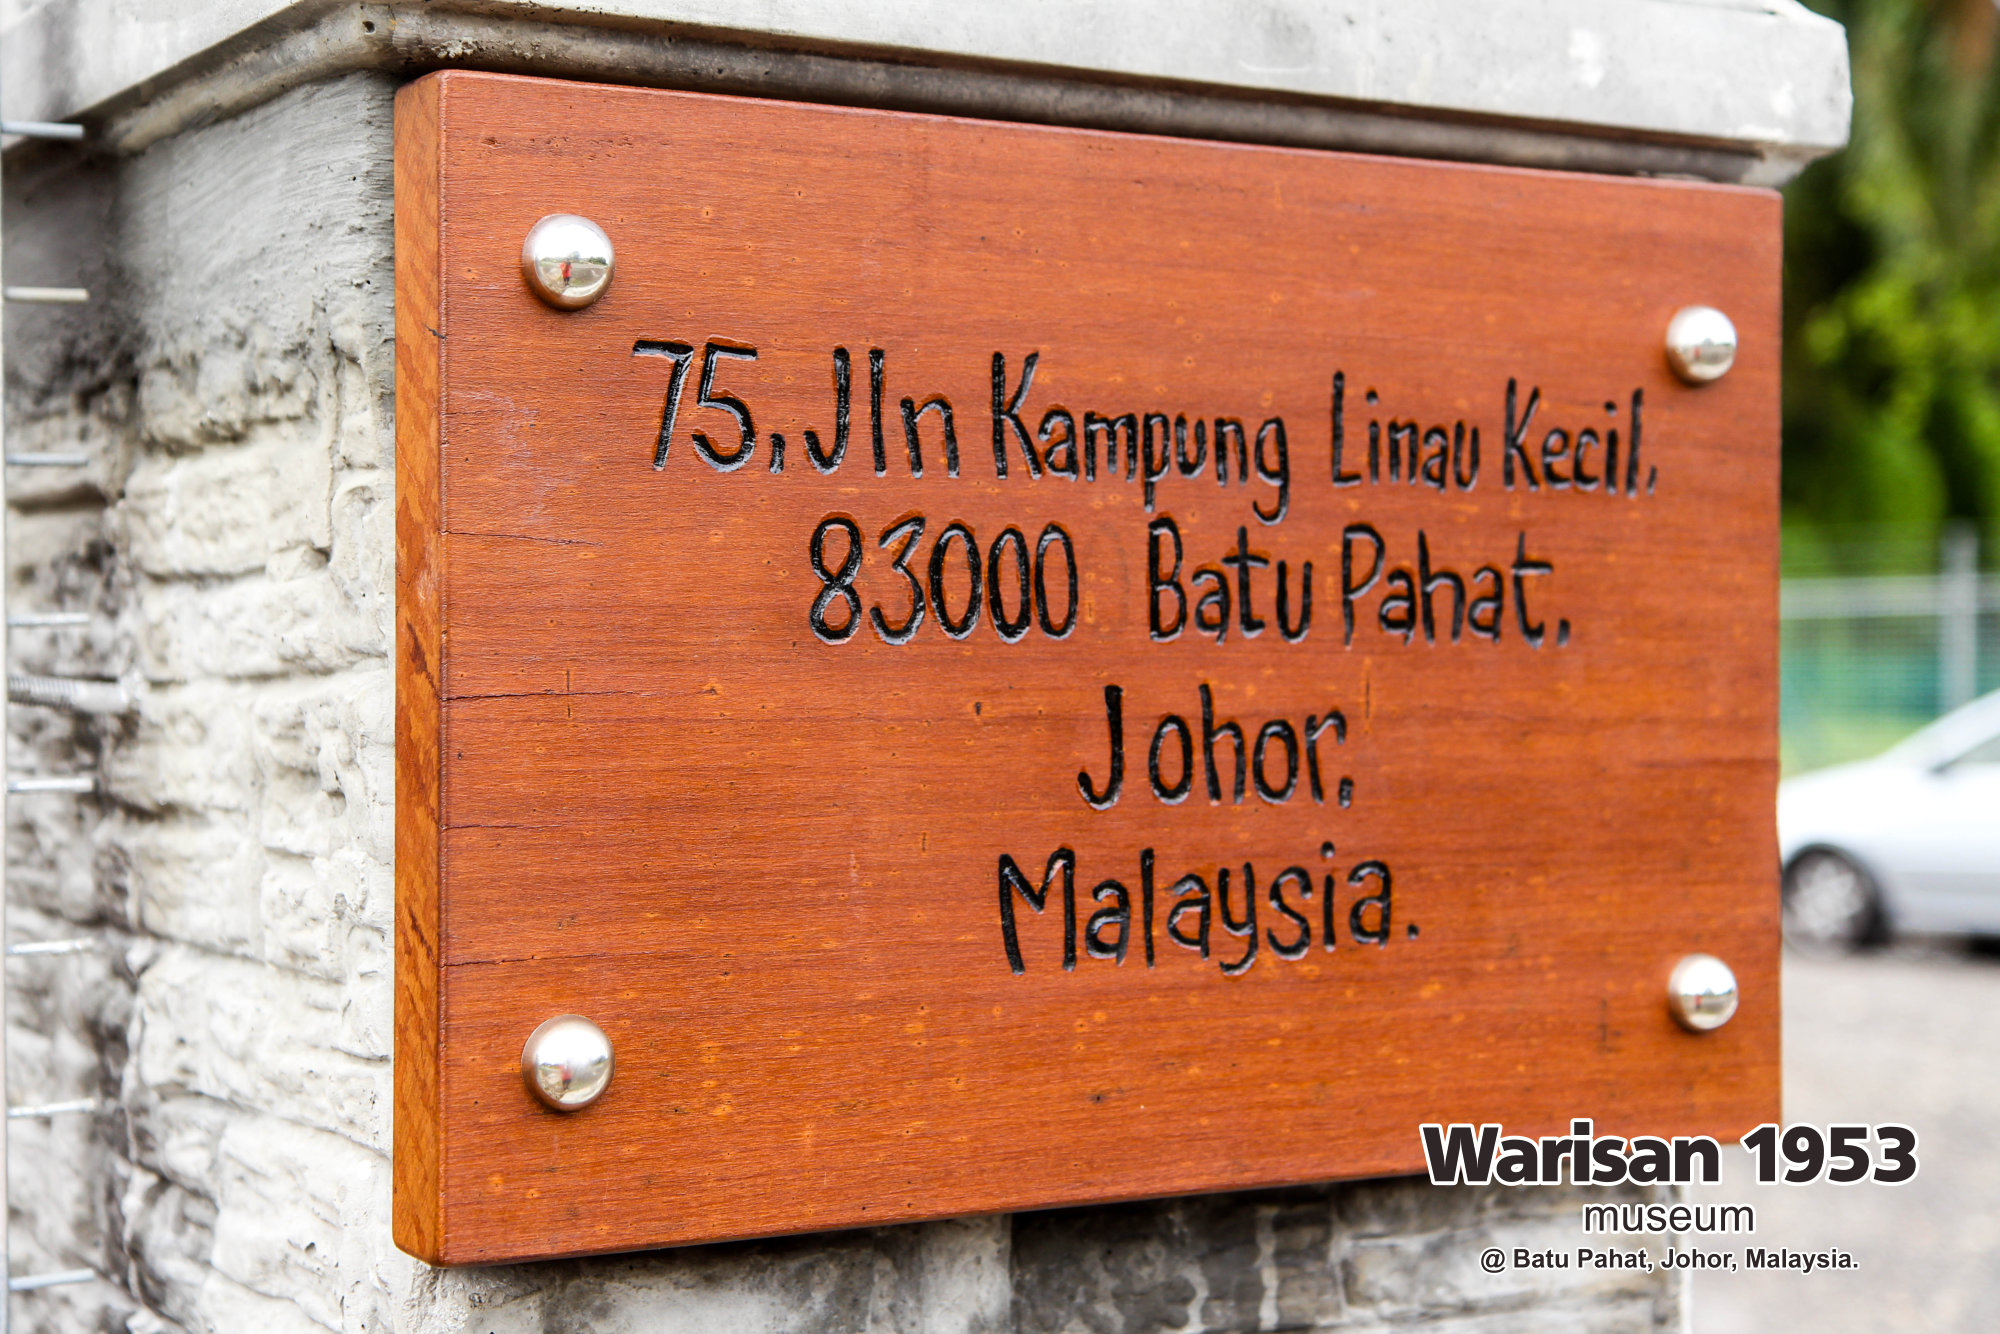 75, Jln Kampung Linau Kecil,
83000 Batu Pahat,
Johor,
Malaysia.
Warisan 1953
museum
@ Batu Pahat, Johor, Malaysia.